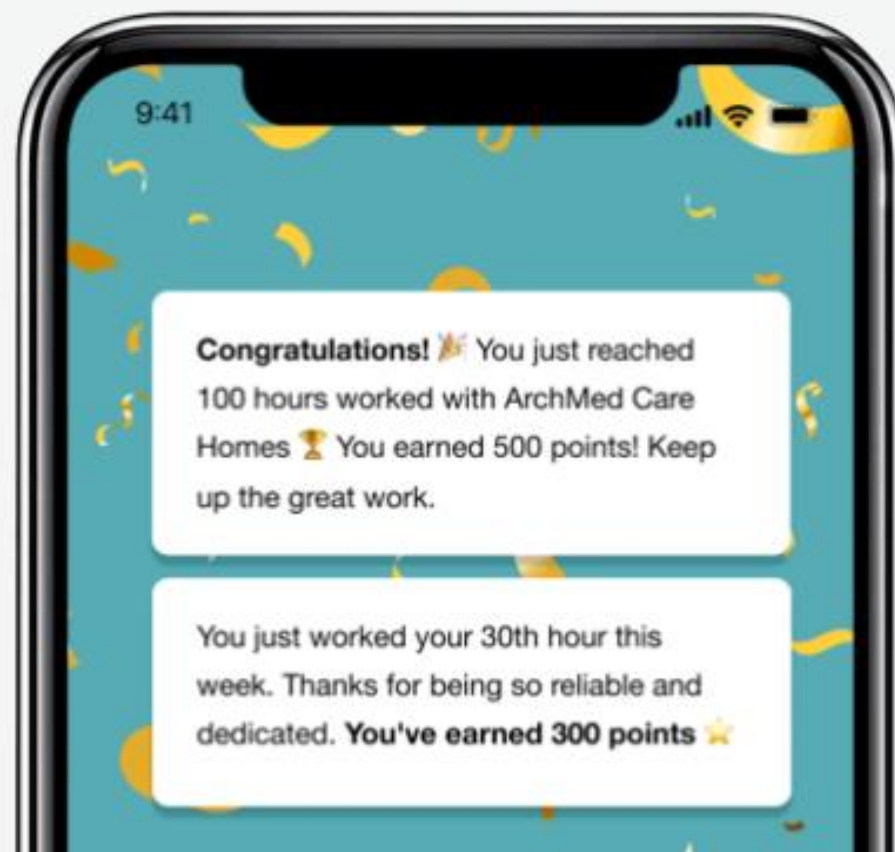 9:41
Congratulations! 🎉 You just reached
100 hours worked with ArchMed Care
Homes 🏆 You earned 500 points! Keep
up the great work.
You just worked your 30th hour this
week. Thanks for being so reliable and
dedicated. You've earned 300 points ⭐